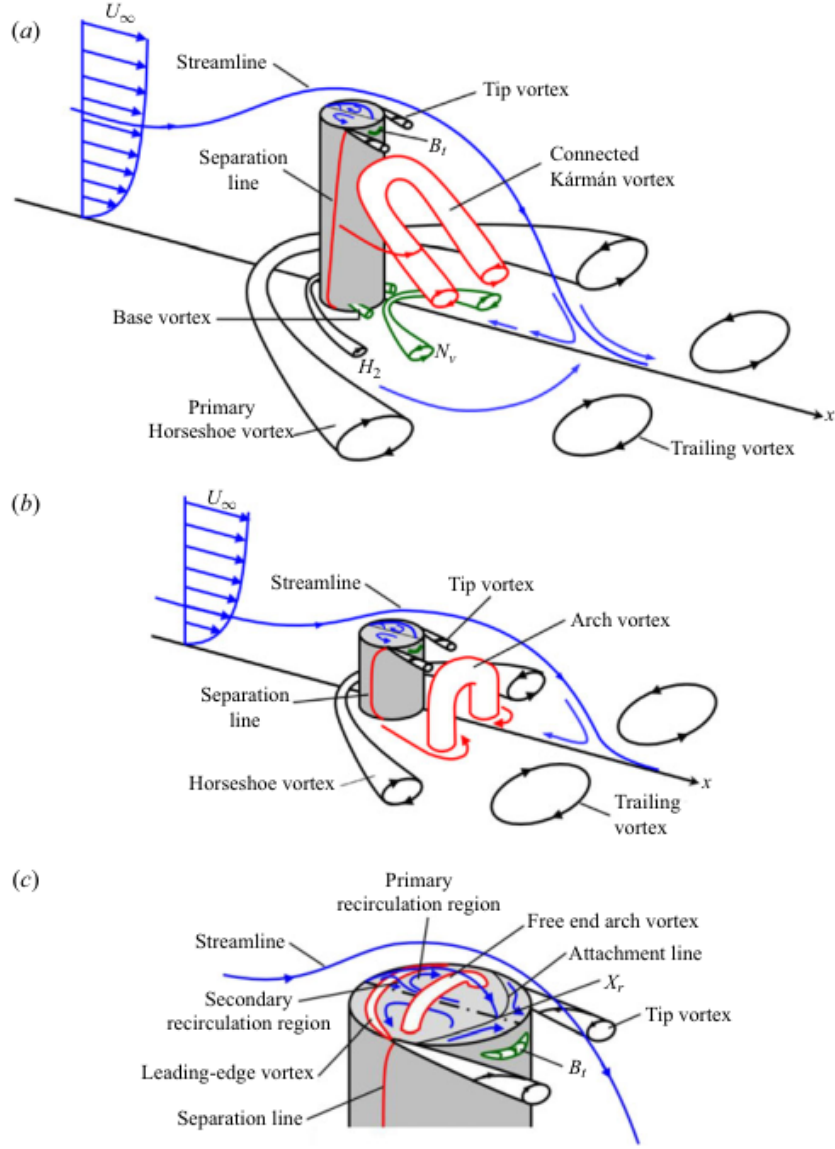 (a)
U∞
Streamline
Tip vortex
Bt
Separation
line
Connected
Kármán vortex
Base vortex
H2
Nv
Primary
Horseshoe vortex
x
Trailing vortex
(b)
U∞
Streamline
Tip vortex
Arch vortex
Separation
line
Horseshoe vortex
x
Trailing
vortex
(c)
Primary
recirculation region
Free end arch vortex
Streamline
Attachment line
Xr
Secondary
recirculation region
Tip vortex
Leading-edge vortex
Bt
Separation line